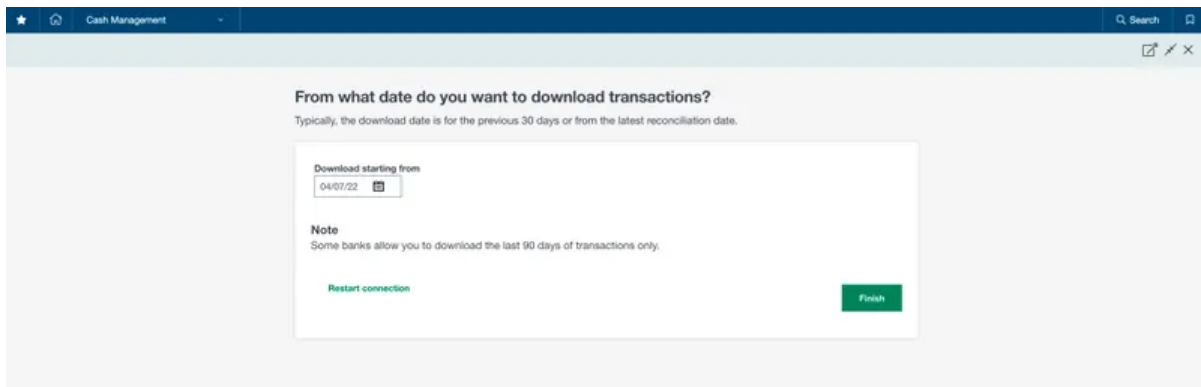 Cash Management
Search
From what date do you want to download transactions?
Typically, the download date is for the previous 30 days or from the latest reconciliation date.
Download starting from
04/07/22
Note
Some banks allow you to download the last 90 days of transactions only.
Restart connection
Finish